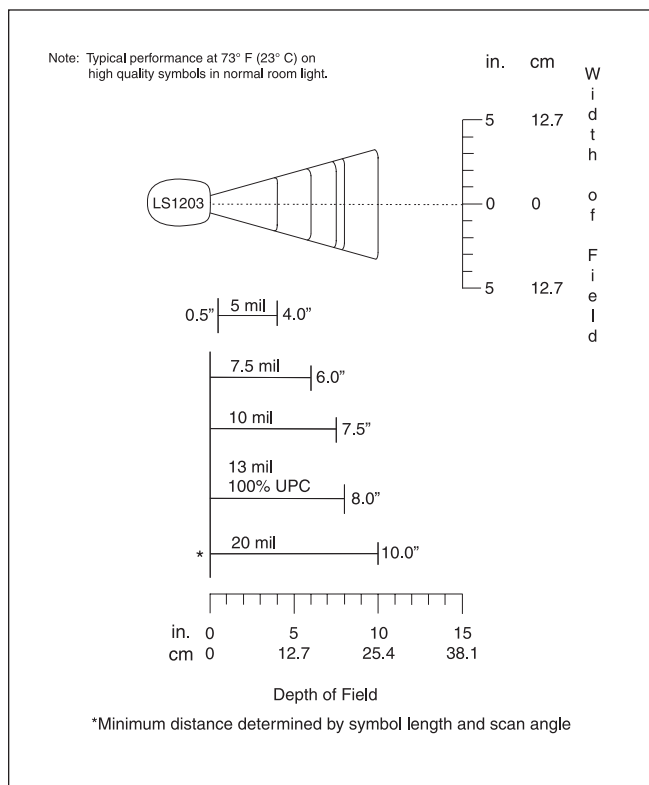 Note: Typical performance at 73° F (23° C) on
high quality symbols in normal room light.
in. cm
Width of Field
5 12.7
LS1203
0 0
5 12.7
0.5” 5 mil 4.0”
7.5 mil
6.0”
10 mil
7.5”
13 mil
100% UPC
8.0”
20 mil
* 10.0”
in. 0 5 10 15
cm 0 12.7 25.4 38.1
Depth of Field
*Minimum distance determined by symbol length and scan angle